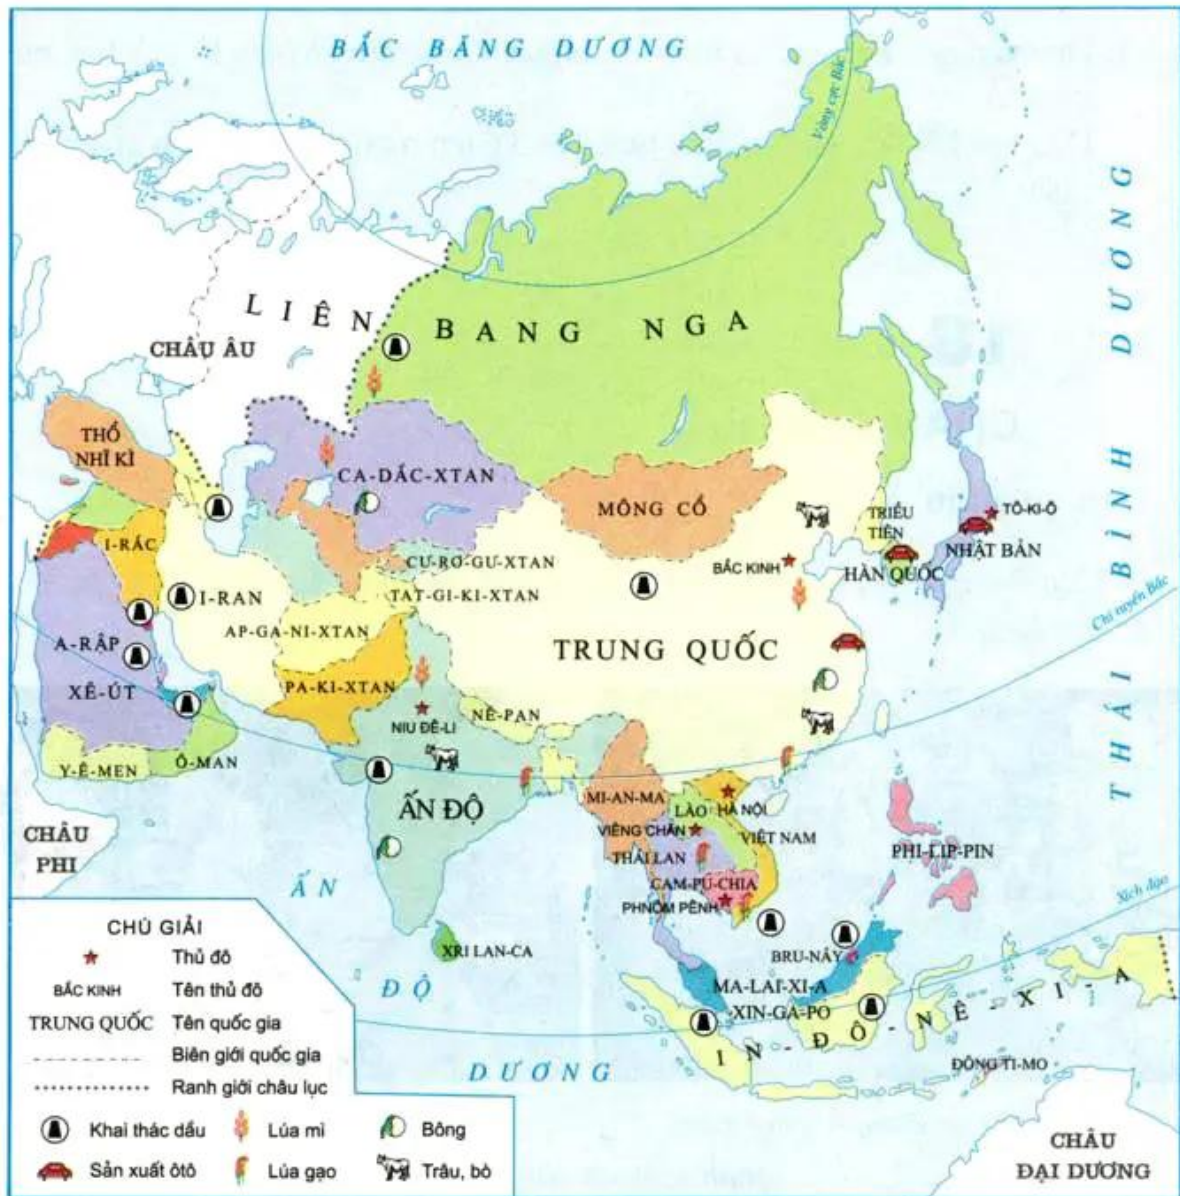 BẮC BĂNG DƯƠNG
Vòng cực Bắc
THÁI BÌNH DƯƠNG
LIÊN BANG NGA
CHÂU ÂU
THỔ
NHĨ KÌ
CA-DẮC-XTAN
MÔNG CỔ
TRIỀU
TIÊN
TÔ-KI-Ô
NHẬT BẢN
BẮC KINH
HÀN QUỐC
I-RẮC
CƯ-RƠ-GƯ-XTAN
I-RAN
TAT-GI-KI-XTAN
Chí tuyến Bắc
AP-GA-NI-XTAN
A-RẬP
XÊ-ÚT
TRUNG QUỐC
PA-KI-XTAN
NÊ-PAN
NIU ĐÊ-LI
Y-Ê-MEN
Ô-MAN
ẤN ĐỘ
MI-AN-MA
LÀO
HÀ NỘI
CHÂU
PHI
VIÊNG CHĂN
VIỆT NAM
THÁI LAN
PHI-LIP-PIN
CAM-PU-CHIA
PHNÔM PÊNH
Xích đạo
ẤN
ĐỘ
DƯƠNG
XRI LAN-CA
BRU-NÂY
MA-LAI-XI-A
XIN-GA-PO
IN-ĐÔ-NÊ-XI-A
ĐÔNG TI-MO
CHÂU
ĐẠI DƯƠNG
CHÚ GIẢI
Thủ đô
BẮC KINH Tên thủ đô
TRUNG QUỐC Tên quốc gia
Biên giới quốc gia
Ranh giới châu lục
Khai thác dầu Lúa mì Bông
Sản xuất ôtô Lúa gạo Trâu, bò